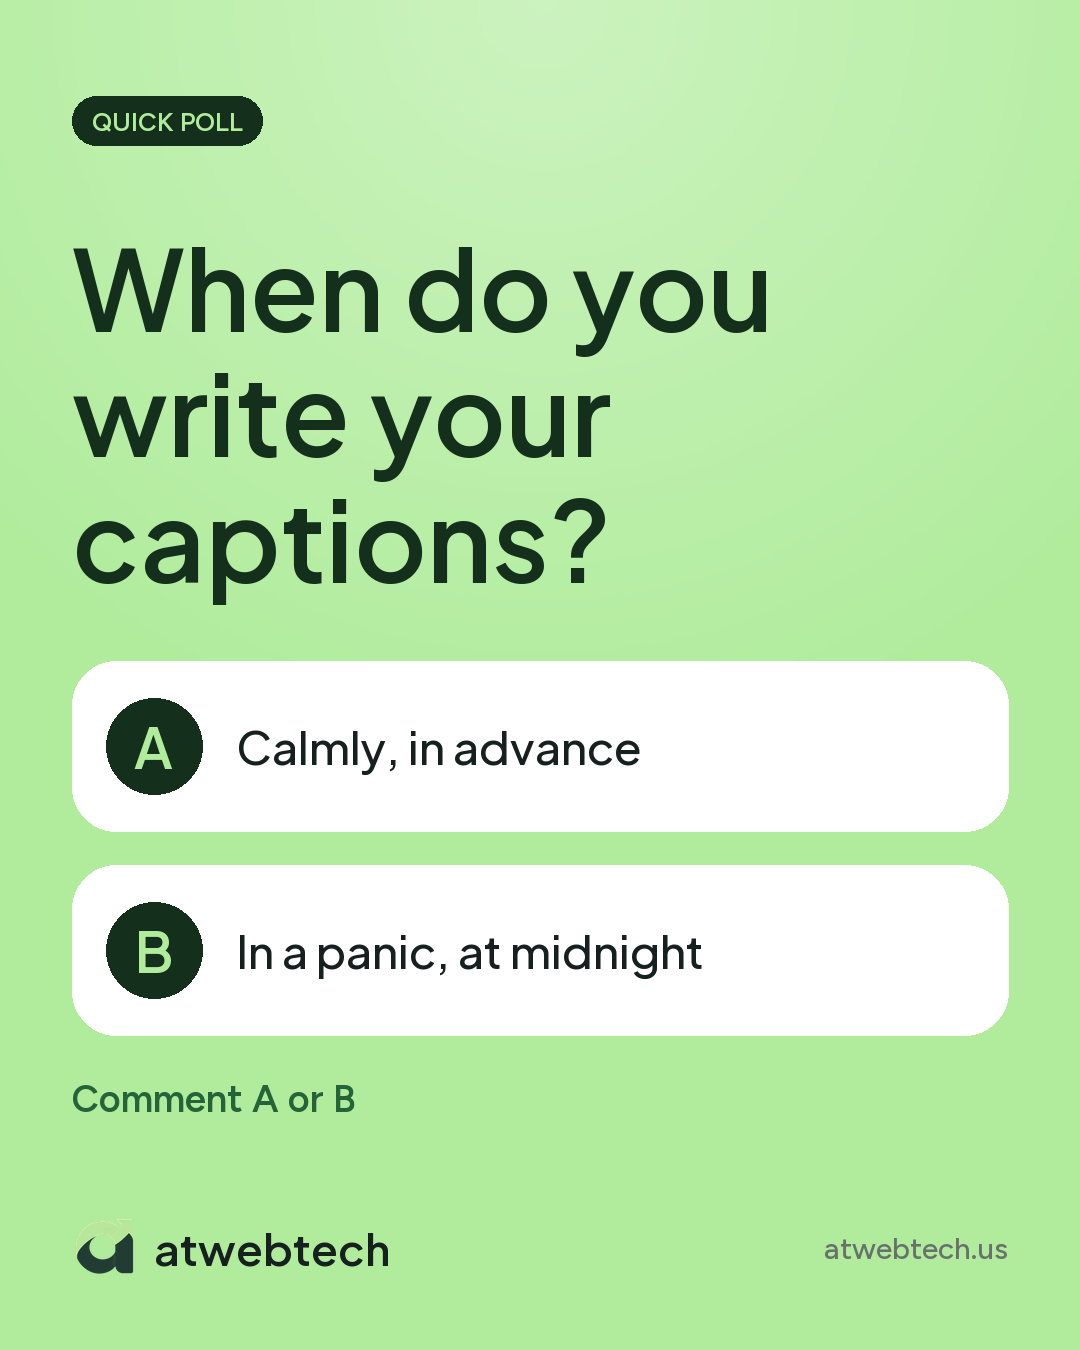 QUICK POLL
When do you
write your
captions?
A Calmly, in advance
B In a panic, at midnight
Comment A or B
atwebtech
atwebtech.us